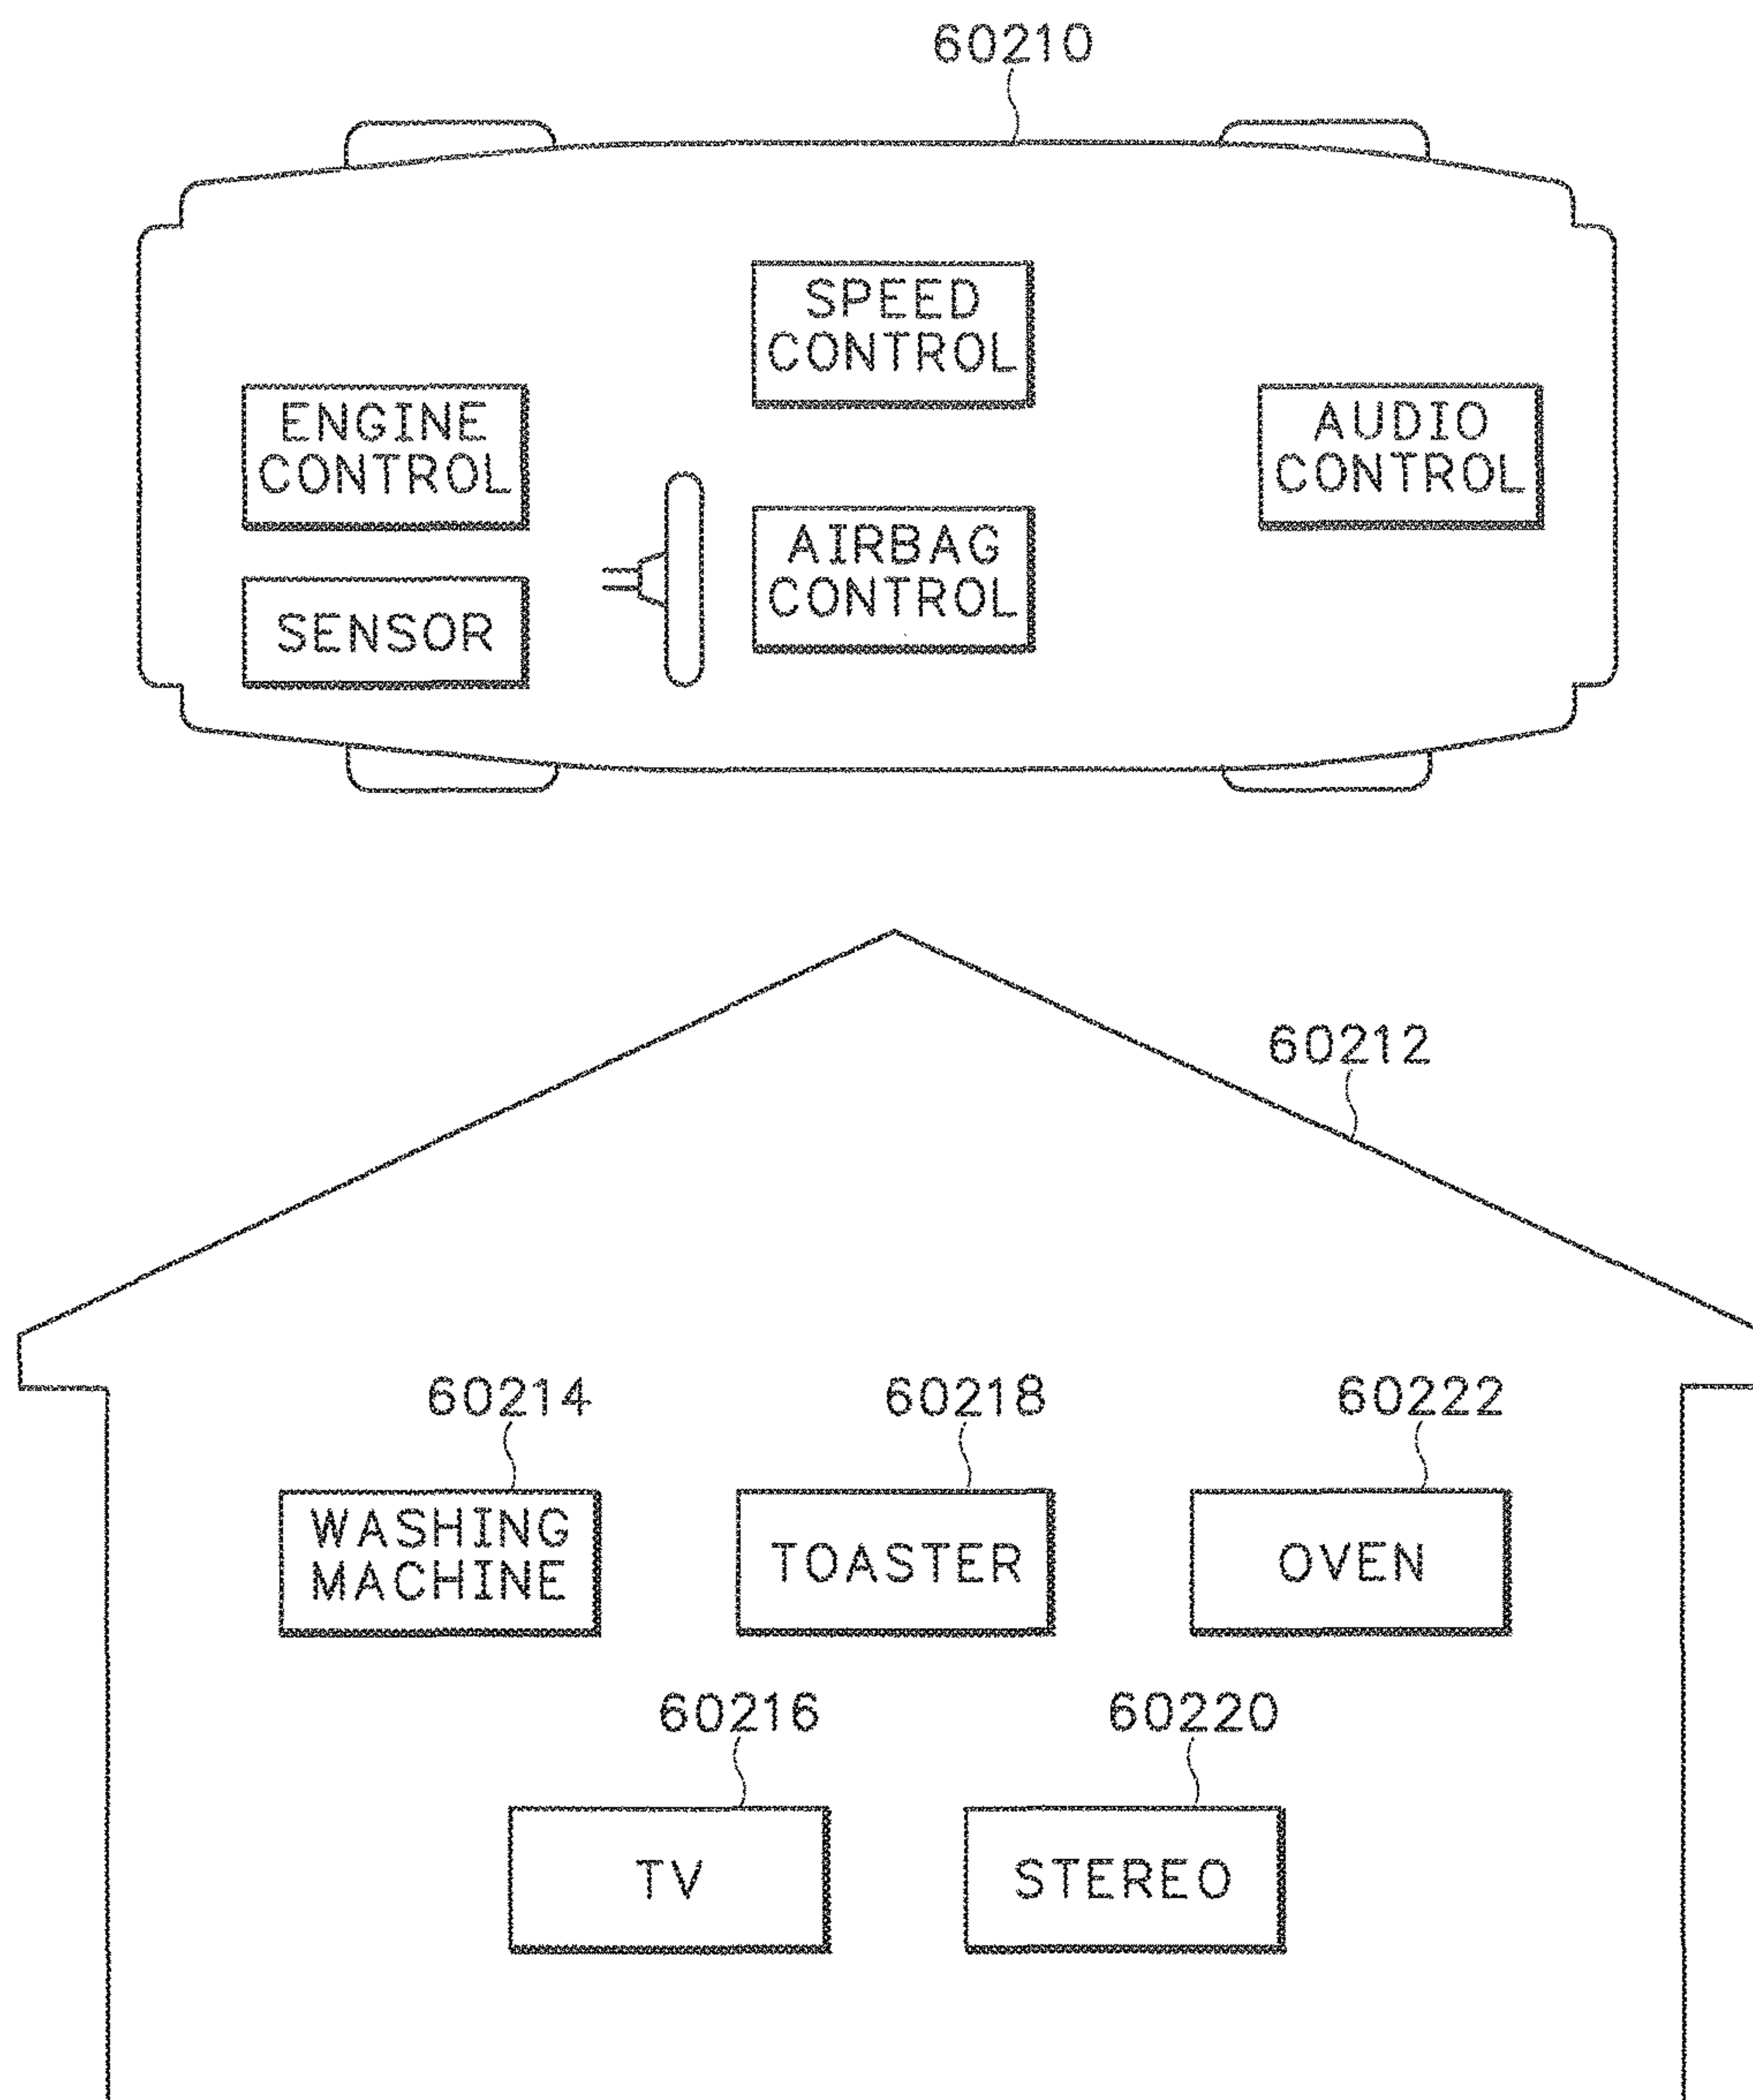 60210
SPEED
CONTROL
ENGINE
CONTROL
AUDIO
CONTROL
AIRBAG
CONTROL
SENSOR
60212
60214
60218
60222
WASHING
MACHINE
TOASTER
OVEN
60216
60220
TV
STEREO